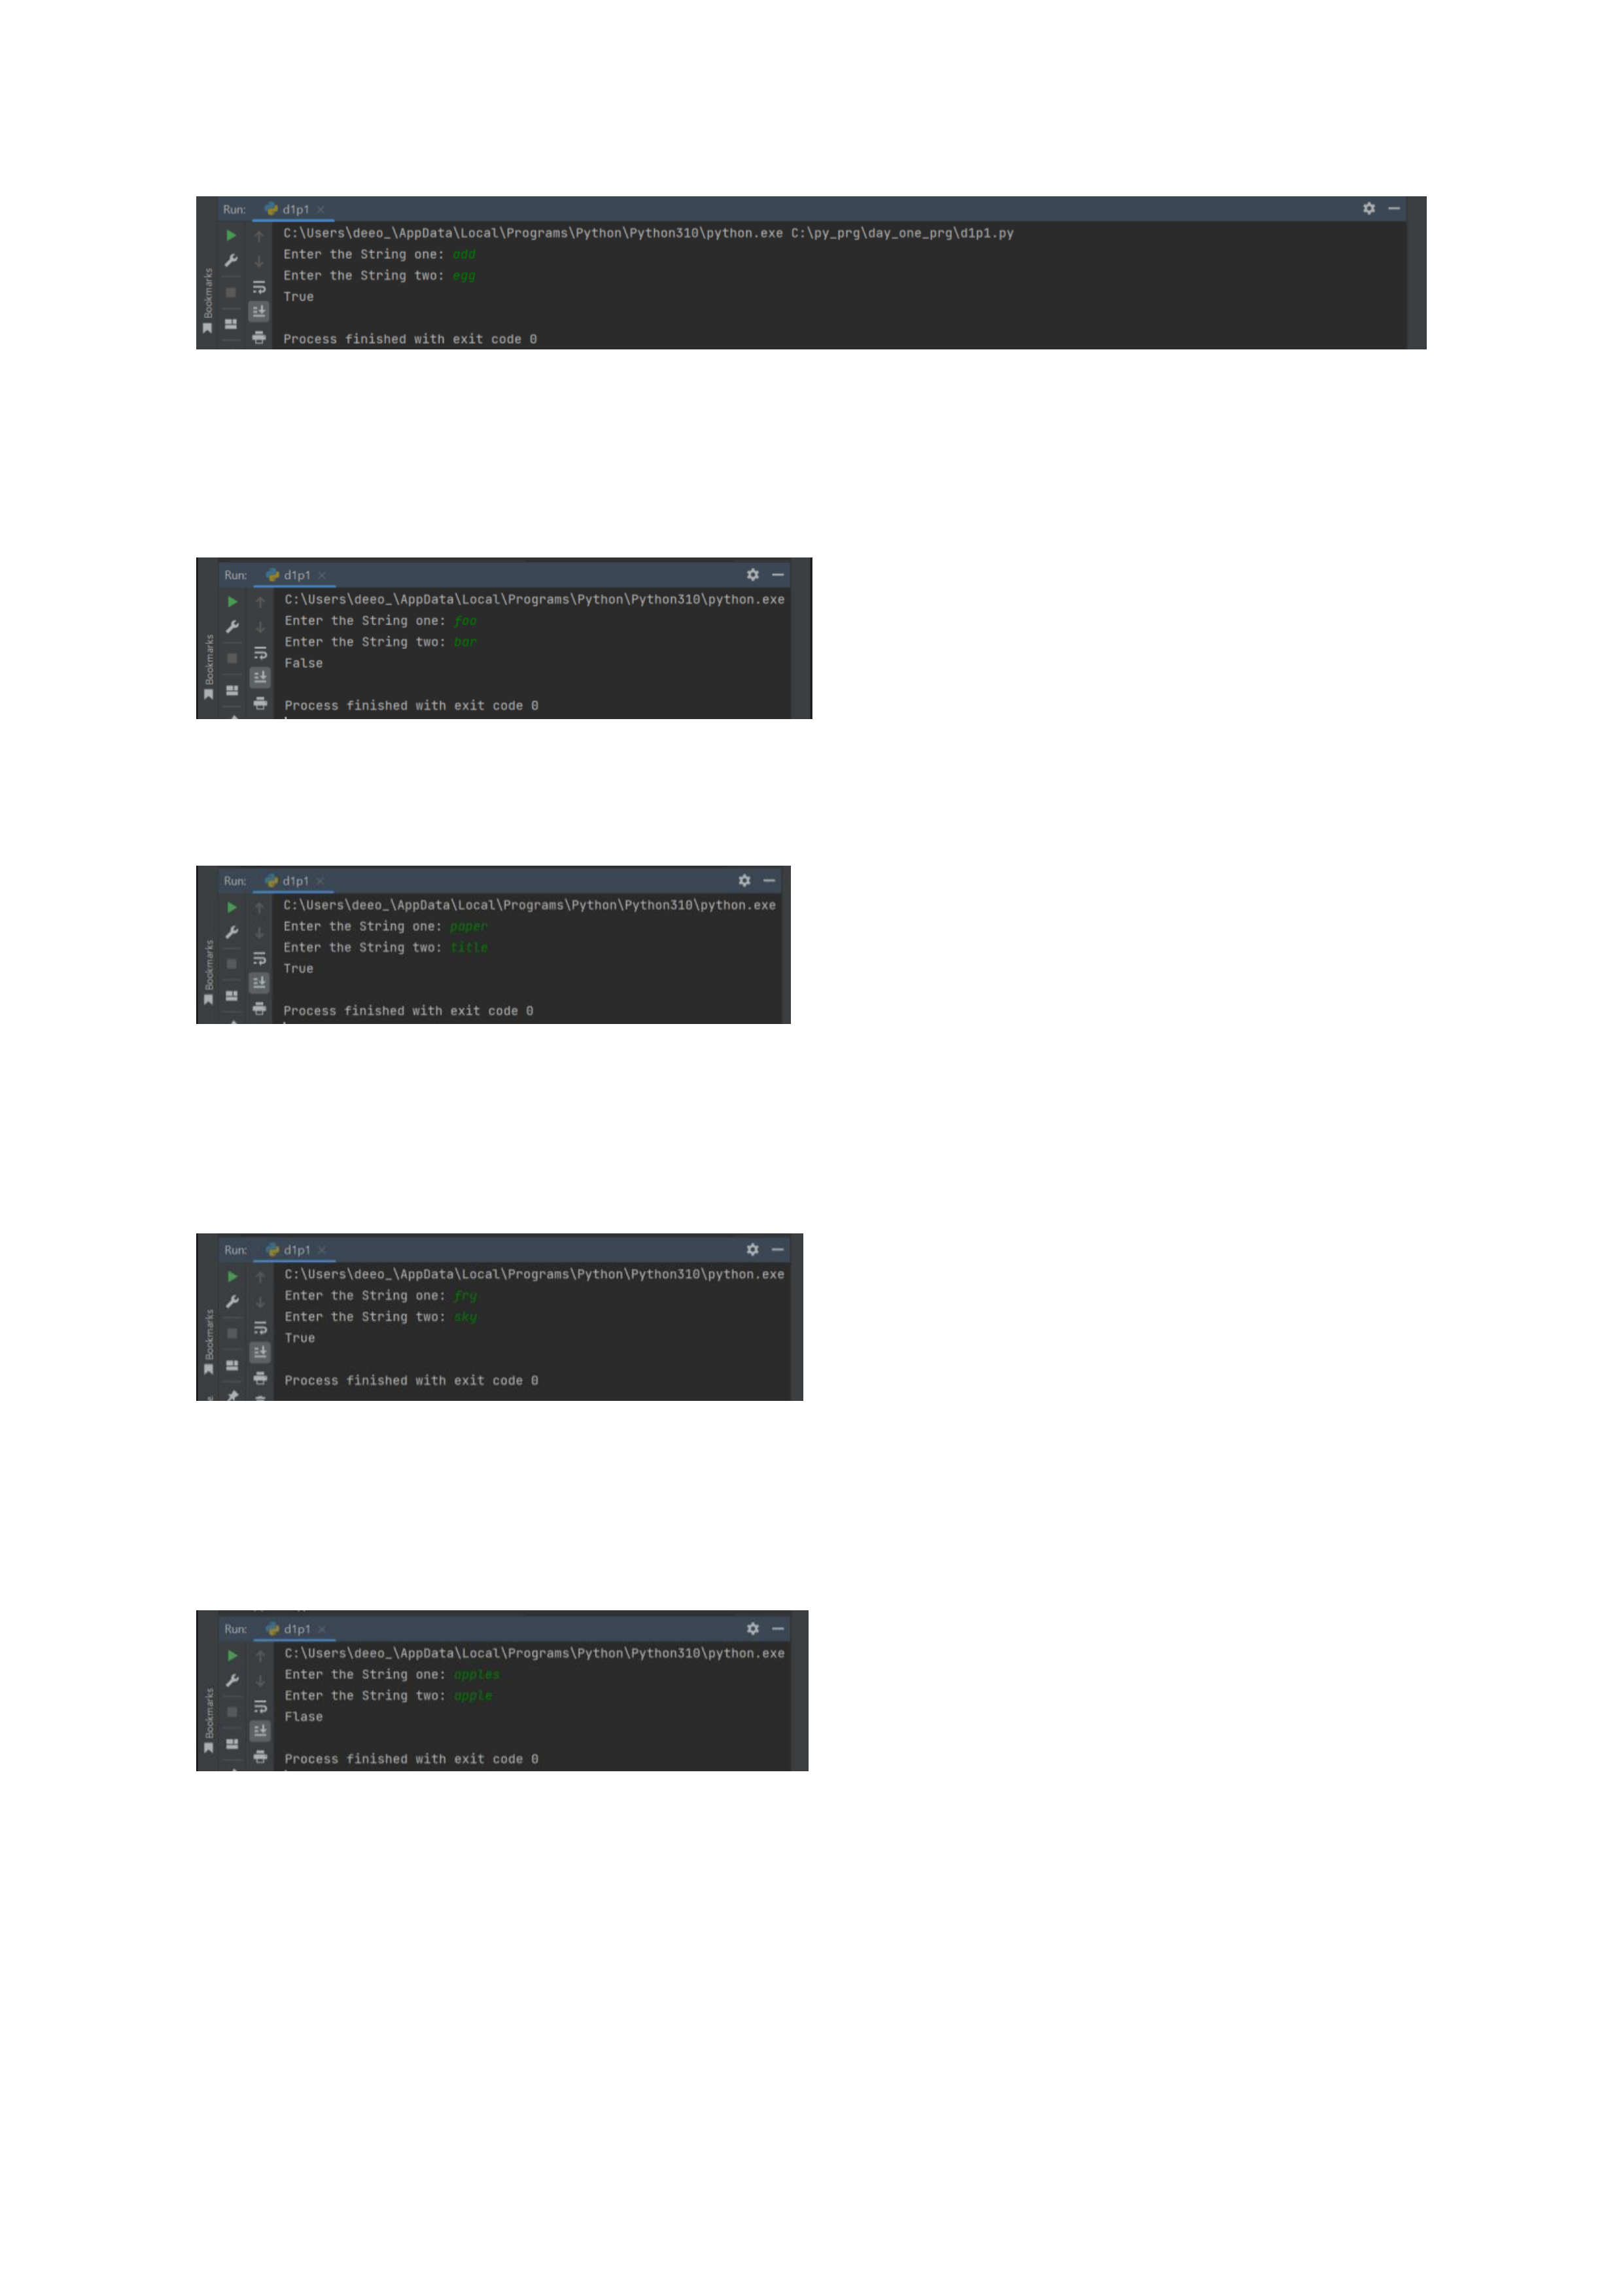 Run: d1p1
C:\Users\deeo_\AppData\Local\Programs\Python\Python310\python.exe C:\py_prg\day_one_prg\d1p1.py
Enter the String one: add
Enter the String two: egg
True
Process finished with exit code 0
Bookmarks
Run: d1p1
C:\Users\deeo_\AppData\Local\Programs\Python\Python310\python.exe
Enter the String one: foo
Enter the String two: bar
False
Process finished with exit code 0
Bookmarks
Run: d1p1
C:\Users\deeo_\AppData\Local\Programs\Python\Python310\python.exe
Enter the String one: paper
Enter the String two: title
True
Process finished with exit code 0
Bookmarks
Run: d1p1
C:\Users\deeo_\AppData\Local\Programs\Python\Python310\python.exe
Enter the String one: fry
Enter the String two: sky
True
Process finished with exit code 0
Bookmarks
Run: d1p1
C:\Users\deeo_\AppData\Local\Programs\Python\Python310\python.exe
Enter the String one: apples
Enter the String two: apple
Flase
Process finished with exit code 0
Bookmarks